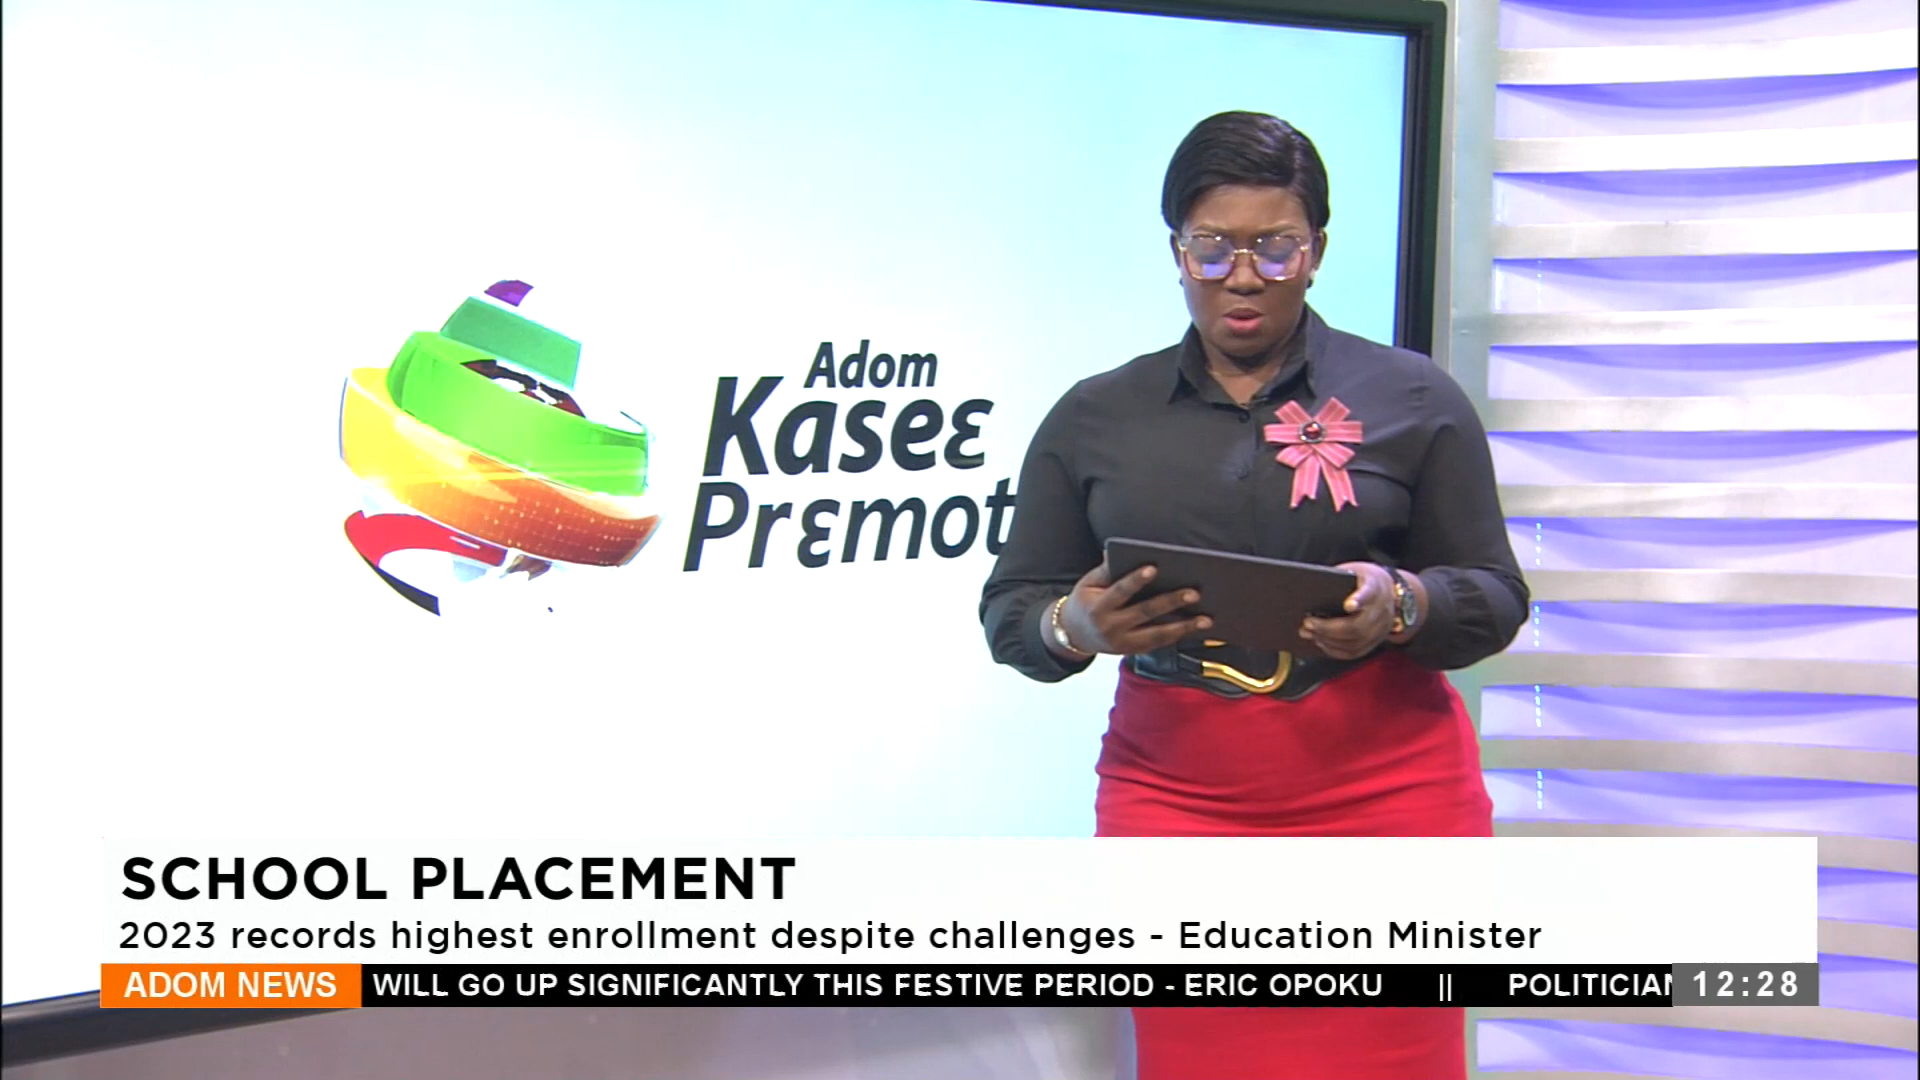 Adom
Kaseɛ
Prɛmot
SCHOOL PLACEMENT
2023 records highest enrollment despite challenges - Education Minister
ADOM NEWS WILL GO UP SIGNIFICANTLY THIS FESTIVE PERIOD - ERIC OPOKU || POLITICIAN 12:28